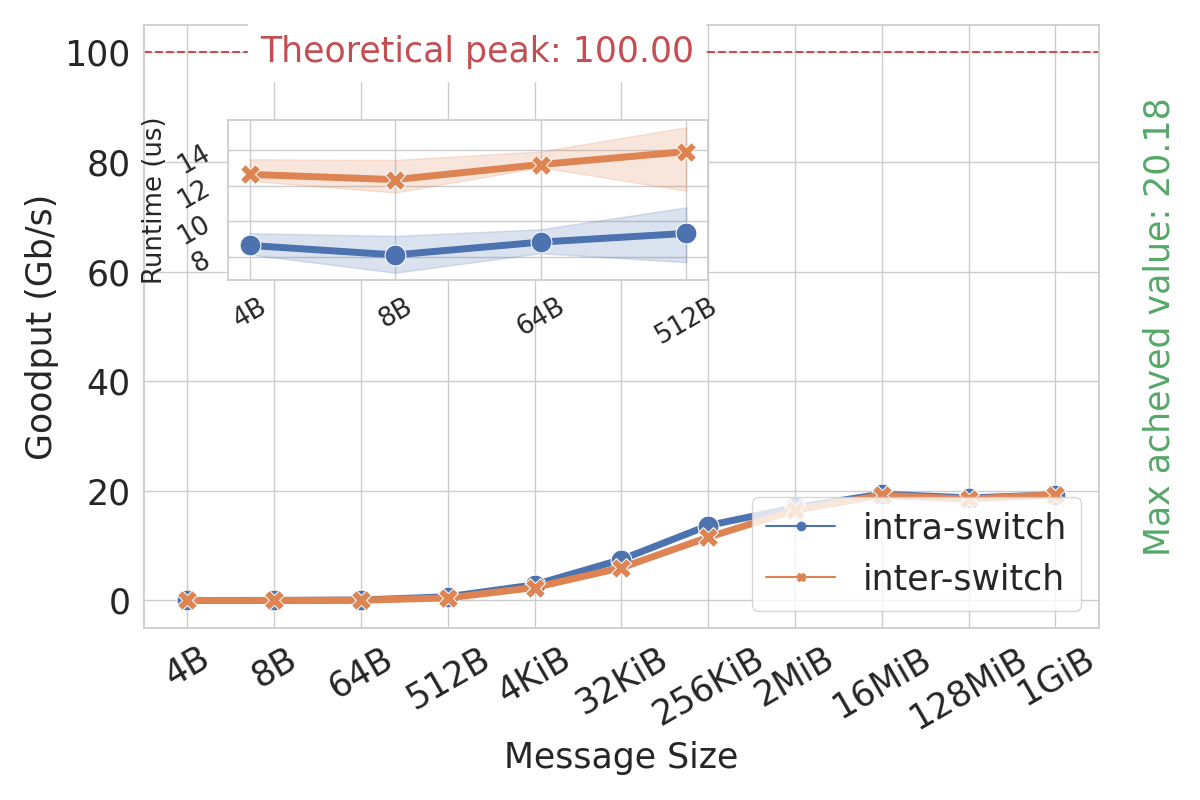 Theoretical peak: 100.00
Goodput (Gb/s)
100
80
60
40
20
0
Runtime (us)
14
12
10
8
4B
8B
64B
512B
intra-switch
inter-switch
4B
8B
64B
512B
4KiB
32KiB
256KiB
2MiB
16MiB
128MiB
1GiB
Message Size
Max acheved value: 20.18